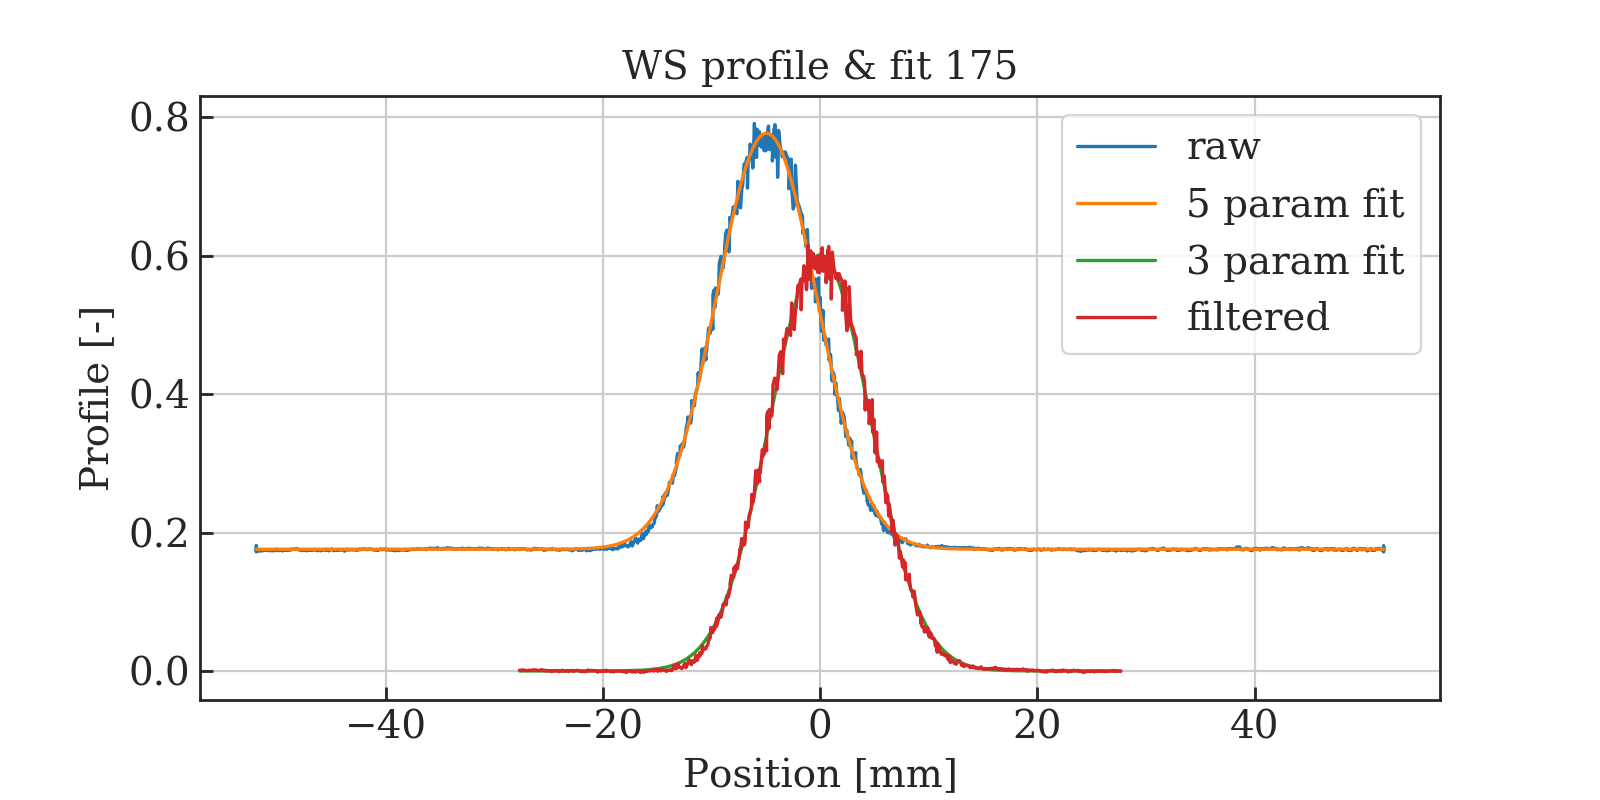 WS profile & fit 175
Profile [-]
0.8
0.6
0.4
0.2
0.0
raw
5 param fit
3 param fit
filtered
−40
−20
0
20
40
Position [mm]